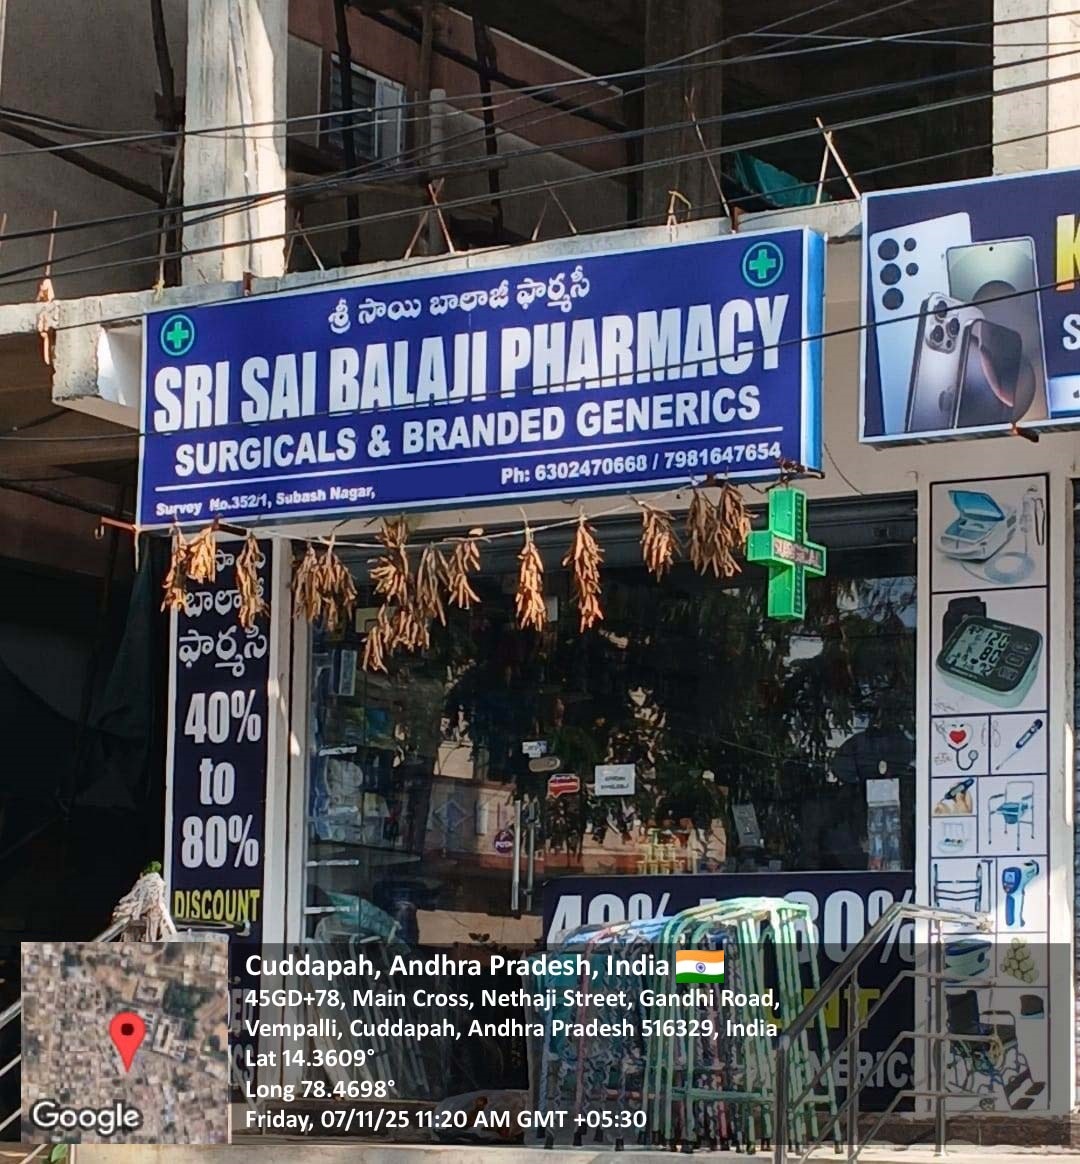 శ్రీ సాయి బాలాజీ ఫార్మసీ
SRI SAI BALAJI PHARMACY
SURGICALS & BRANDED GENERICS
Ph: 6302470668 / 7981647654
Survey No.352/1, Subash Nagar,
SURGICAL
సాయి
బాలాజీ
ఫార్మసీ
40%
to
80%
DISCOUNT
120
80
Cuddapah, Andhra Pradesh, India
45GD+78, Main Cross, Nethaji Street, Gandhi Road,
Vempalli, Cuddapah, Andhra Pradesh 516329, India
Lat 14.3609°
Long 78.4698°
Friday, 07/11/25 11:20 AM GMT +05:30
Google